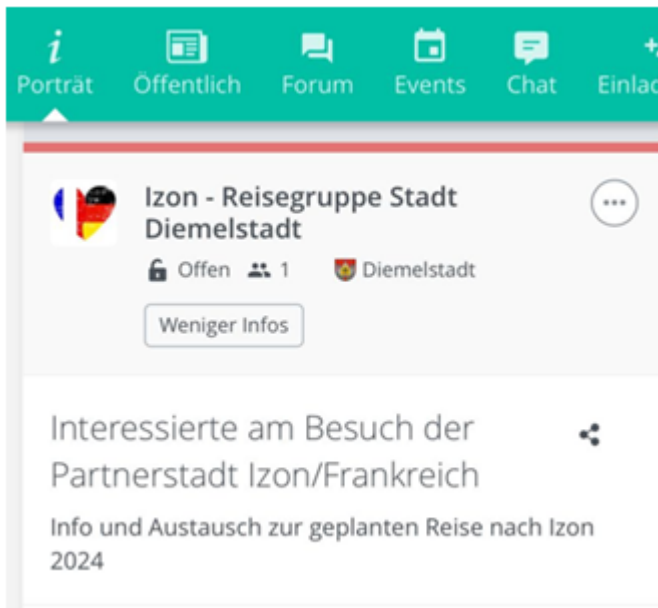 Porträt Öffentlich Forum Events Chat
Izon - Reisegruppe Stadt
Diemelstadt
Offen 1 Diemelstadt
Weniger Infos
Interessierte am Besuch der
Partnerstadt Izon/Frankreich
Info und Austausch zur geplanten Reise nach Izon
2024